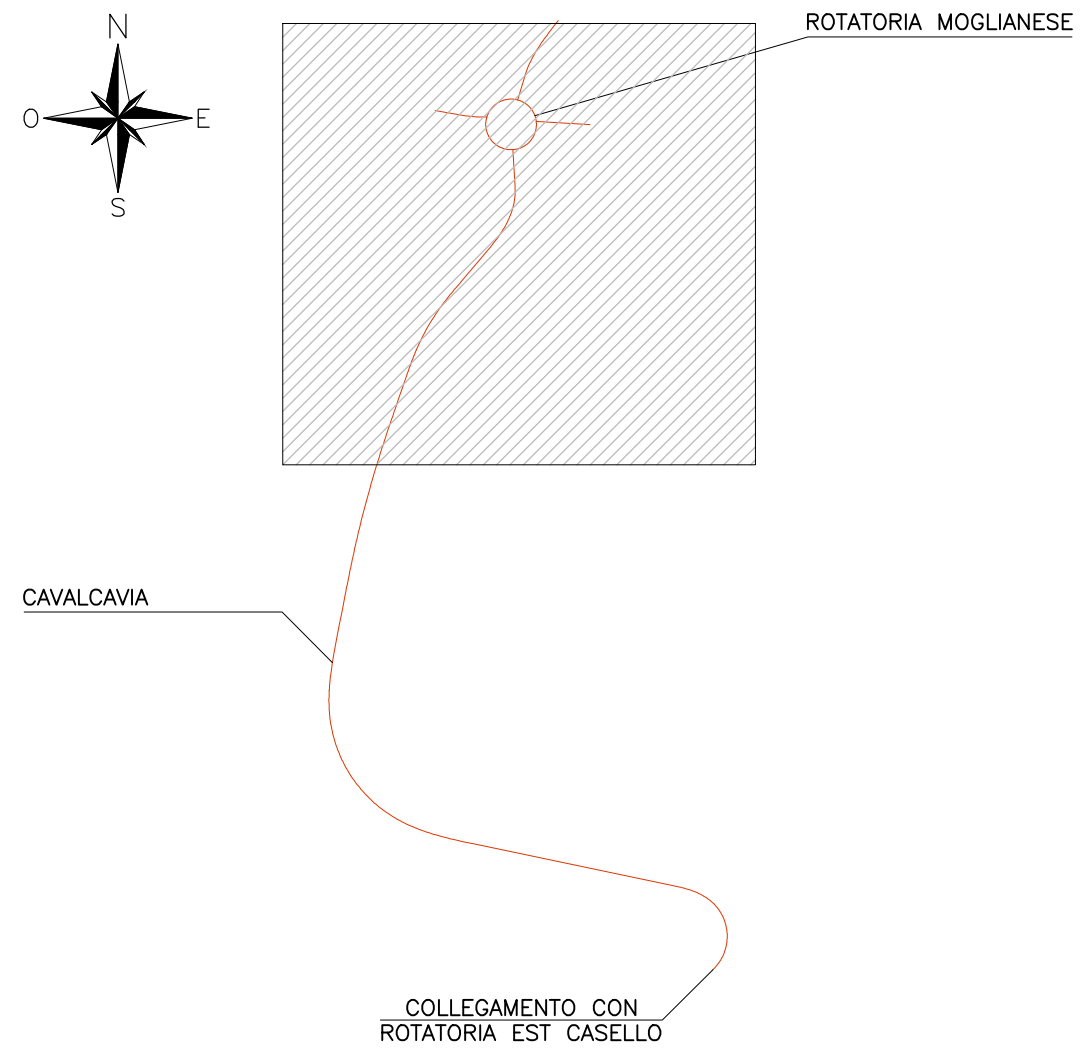 N
O
E
S
ROTATORIA MOGLIANESE
CAVALCAVIA
COLLEGAMENTO CON
ROTATORIA EST CASELLO